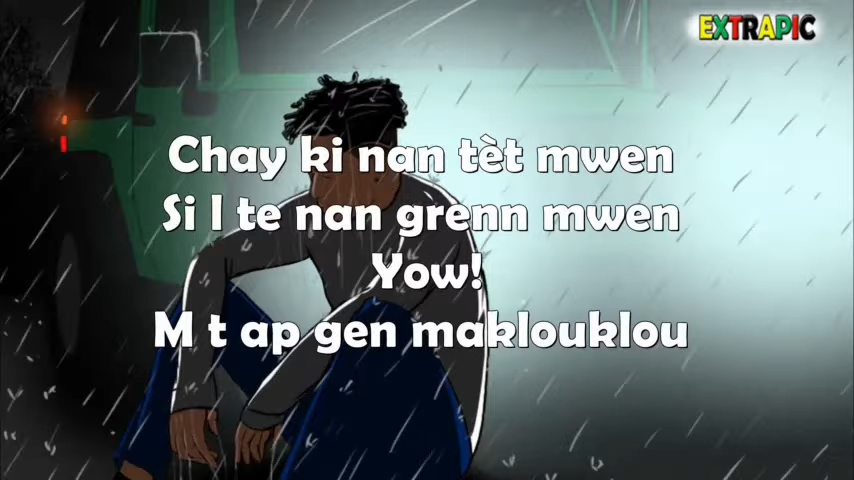 EXTRAPIC
Chay ki nan tèt mwen
Si l te nan grenn mwen
Yow!
M t ap gen maklouklou